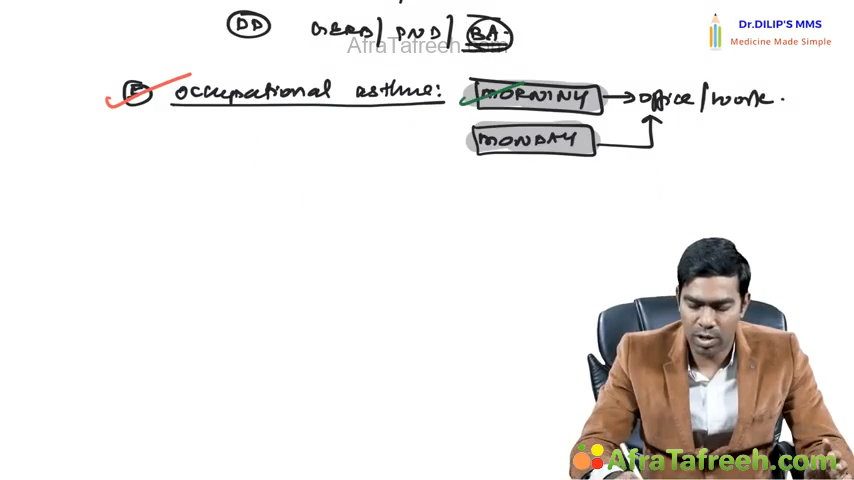 Dr.DILIP'S MMS
Medicine Made Simple
DD GERD / PND / BA
AfraTafreeh.com
E occupational asthma: MORNING → office / work.
MONDAY
AfraTafreeh.com